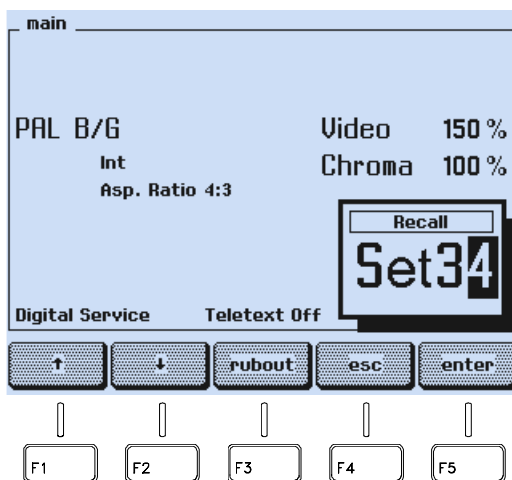 main
PAL B/G
Video 150 %
Int
Chroma 100 %
Asp. Ratio 4:3
Recall
Set34
Digital Service Teletext Off
↑ ↓ rubout esc enter
F1 F2 F3 F4 F5